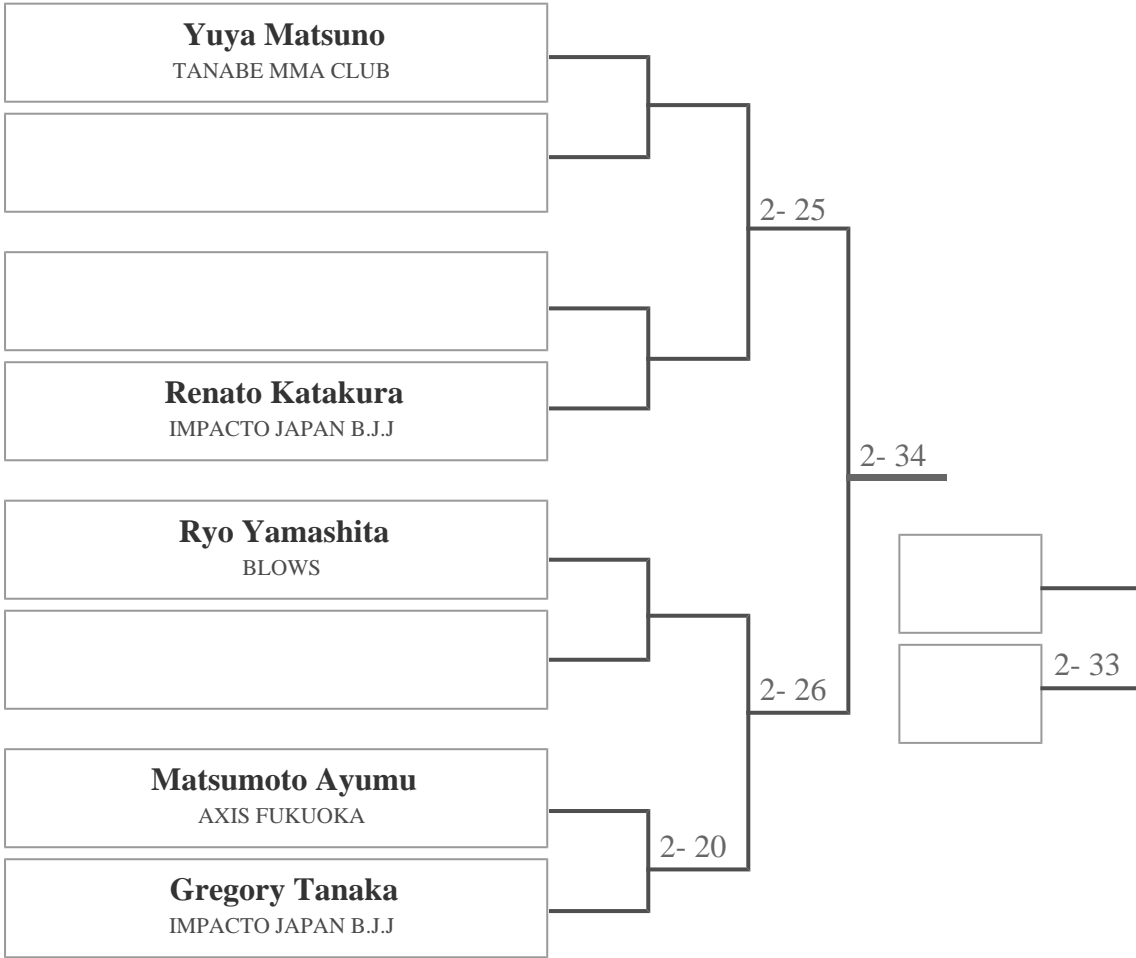 Yuya Matsuno
TANABE MMA CLUB
2- 25
Renato Katakura
IMPACTO JAPAN B.J.J
2- 34
Ryo Yamashita
BLOWS
2- 33
2- 26
Matsumoto Ayumu
AXIS FUKUOKA
2- 20
Gregory Tanaka
IMPACTO JAPAN B.J.J